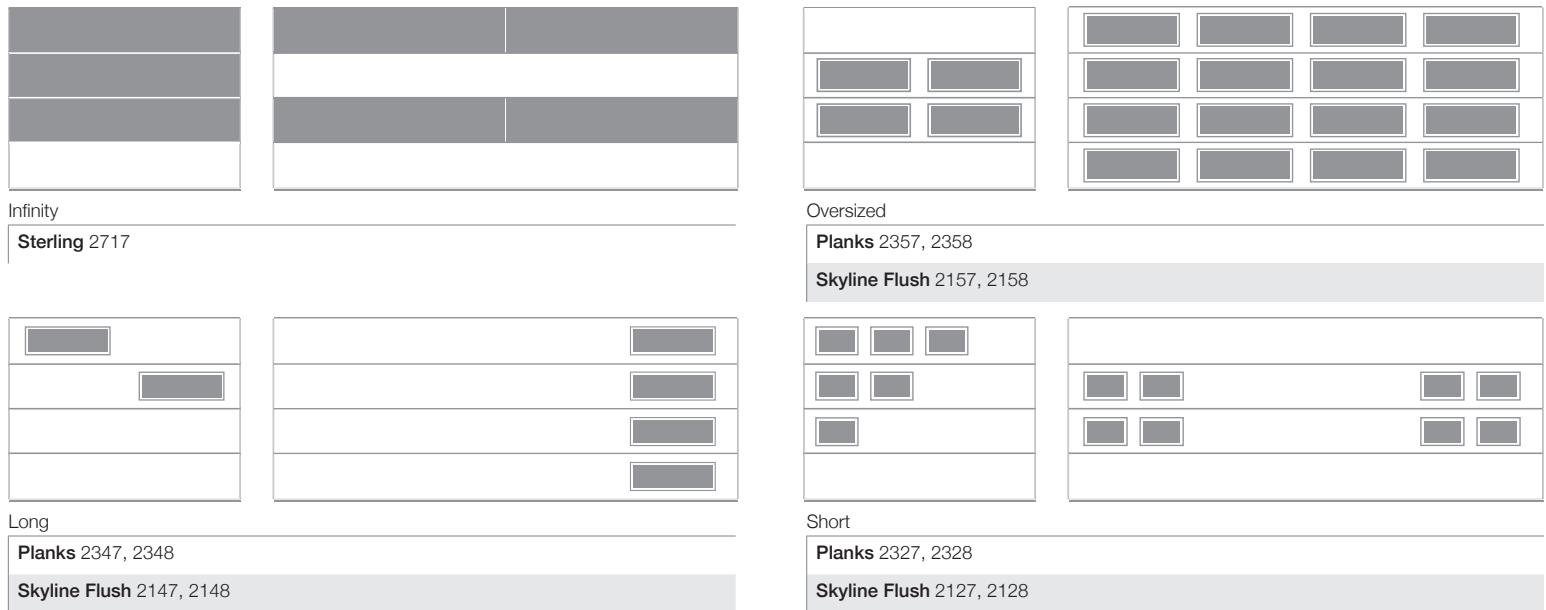 Infinity
Sterling 2717
Oversized
Planks 2357, 2358
Skyline Flush 2157, 2158
Long
Planks 2347, 2348
Skyline Flush 2147, 2148
Short
Planks 2327, 2328
Skyline Flush 2127, 2128